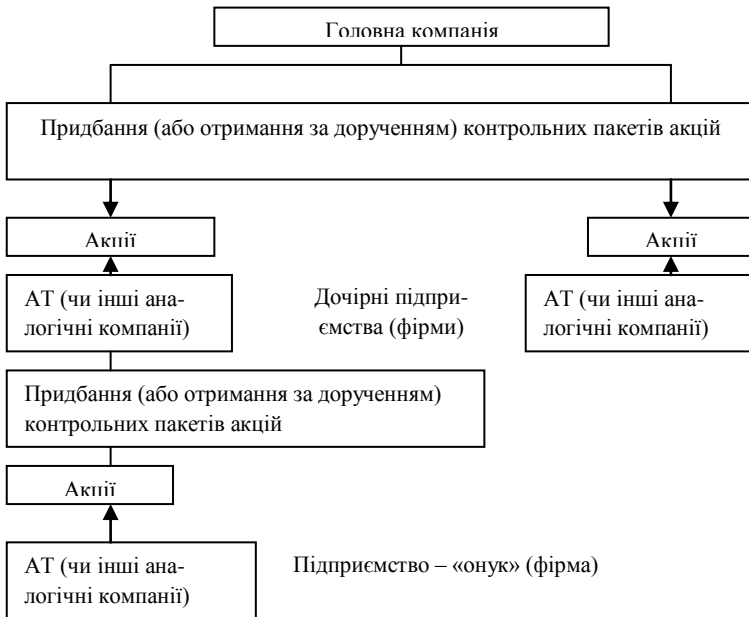 Головна компанія
Придбання (або отримання за дорученням) контрольних пакетів акцій
Акції
Акції
АТ (чи інші ана-
логічні компанії)
Дочірні підпри-
ємства (фірми)
АТ (чи інші ана-
логічні компанії)
Придбання (або отримання за дорученням)
контрольних пакетів акцій
Акції
АТ (чи інші ана-
логічні компанії)
Підприємство – «онук» (фірма)